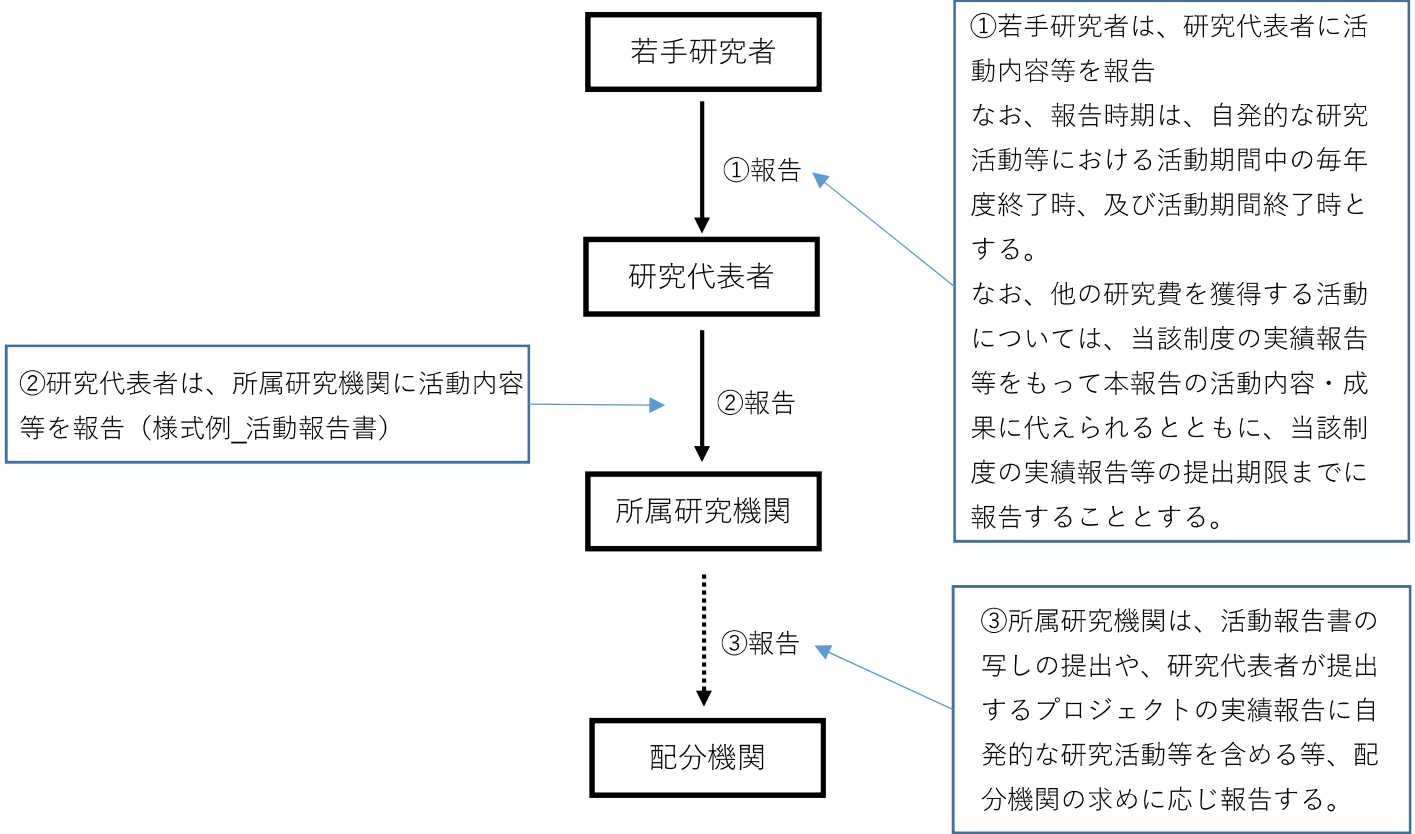 若手研究者
①報告
①若手研究者は、研究代表者に活
動内容等を報告
なお、報告時期は、自発的な研究
活動等における活動期間中の毎年
度終了時、及び活動期間終了時と
する。
なお、他の研究費を獲得する活動
については、当該制度の実績報告
等をもって本報告の活動内容・成
果に代えられるとともに、当該制
度の実績報告等の提出期限までに
報告することとする。
研究代表者
②研究代表者は、所属研究機関に活動内容
等を報告（様式例_活動報告書）
②報告
所属研究機関
③報告
③所属研究機関は、活動報告書の
写しの提出や、研究代表者が提出
するプロジェクトの実績報告に自
発的な研究活動等を含める等、配
分機関の求めに応じ報告する。
配分機関